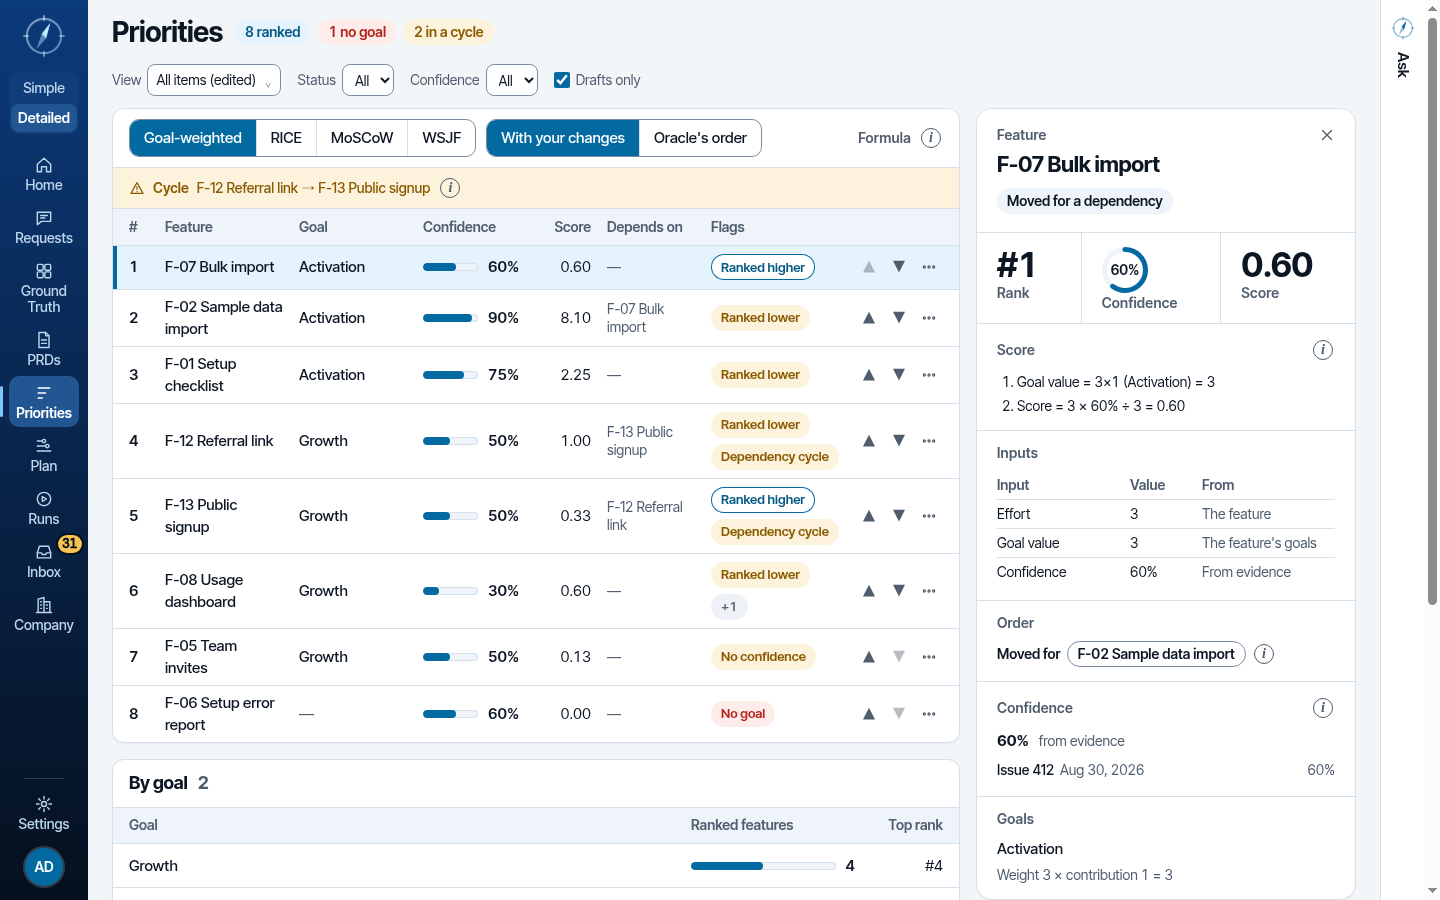 Priorities 8 ranked 1 no goal 2 in a cycle
Simple
Detailed
Home
Requests
Ground
Truth
PRDs
Priorities
Plan
Runs
31
Inbox
Company
Settings
AD
View All items (edited) Status All Confidence All Drafts only
Goal-weighted RICE MoSCoW WSJF With your changes Oracle's order Formula i
Cycle F-12 Referral link → F-13 Public signup i
# Feature Goal Confidence Score Depends on Flags
1 F-07 Bulk import Activation 60% 0.60 — Ranked higher
2 F-02 Sample data import Activation 90% 8.10 F-07 Bulk import Ranked lower
3 F-01 Setup checklist Activation 75% 2.25 — Ranked lower
4 F-12 Referral link Growth 50% 1.00 F-13 Public signup Ranked lower Dependency cycle
5 F-13 Public signup Growth 50% 0.33 F-12 Referral link Ranked higher Dependency cycle
6 F-08 Usage dashboard Growth 30% 0.60 — Ranked lower +1
7 F-05 Team invites Growth 50% 0.13 — No confidence
8 F-06 Setup error report — 60% 0.00 — No goal
By goal 2
Goal Ranked features Top rank
Growth 4 #4
Feature
F-07 Bulk import
Moved for a dependency
#1 60% 0.60
Rank Confidence Score
Score i
1. Goal value = 3×1 (Activation) = 3
2. Score = 3 × 60% ÷ 3 = 0.60
Inputs
Input Value From
Effort 3 The feature
Goal value 3 The feature's goals
Confidence 60% From evidence
Order
Moved for F-02 Sample data import i
Confidence i
60% from evidence
Issue 412 Aug 30, 2026 60%
Goals
Activation
Weight 3 × contribution 1 = 3
Ask